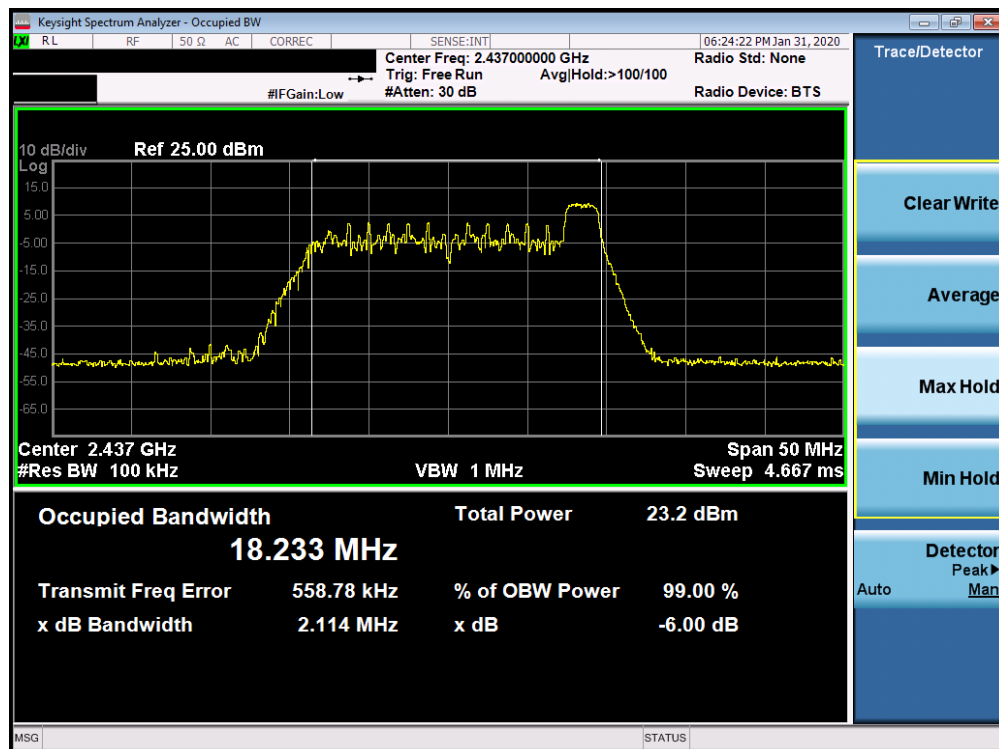 Keysight Spectrum Analyzer - Occupied BW
LXI RL RF 50 Ω AC CORREC SENSE:INT 06:24:22 PM Jan 31, 2020
Center Freq: 2.437000000 GHz Radio Std: None
Trig: Free Run Avg|Hold:>100/100
#IFGain:Low #Atten: 30 dB Radio Device: BTS
Trace/Detector
10 dB/div Ref 25.00 dBm
Log
15.0
5.00
-5.00
-15.0
-25.0
-35.0
-45.0
-55.0
-65.0
Center 2.437 GHz Span 50 MHz
#Res BW 100 kHz VBW 1 MHz Sweep 4.667 ms
Occupied Bandwidth Total Power 23.2 dBm
18.233 MHz
Transmit Freq Error 558.78 kHz % of OBW Power 99.00 %
x dB Bandwidth 2.114 MHz x dB -6.00 dB
Clear Write
Average
Max Hold
Min Hold
Detector
Peak▶
Auto Man
MSG STATUS